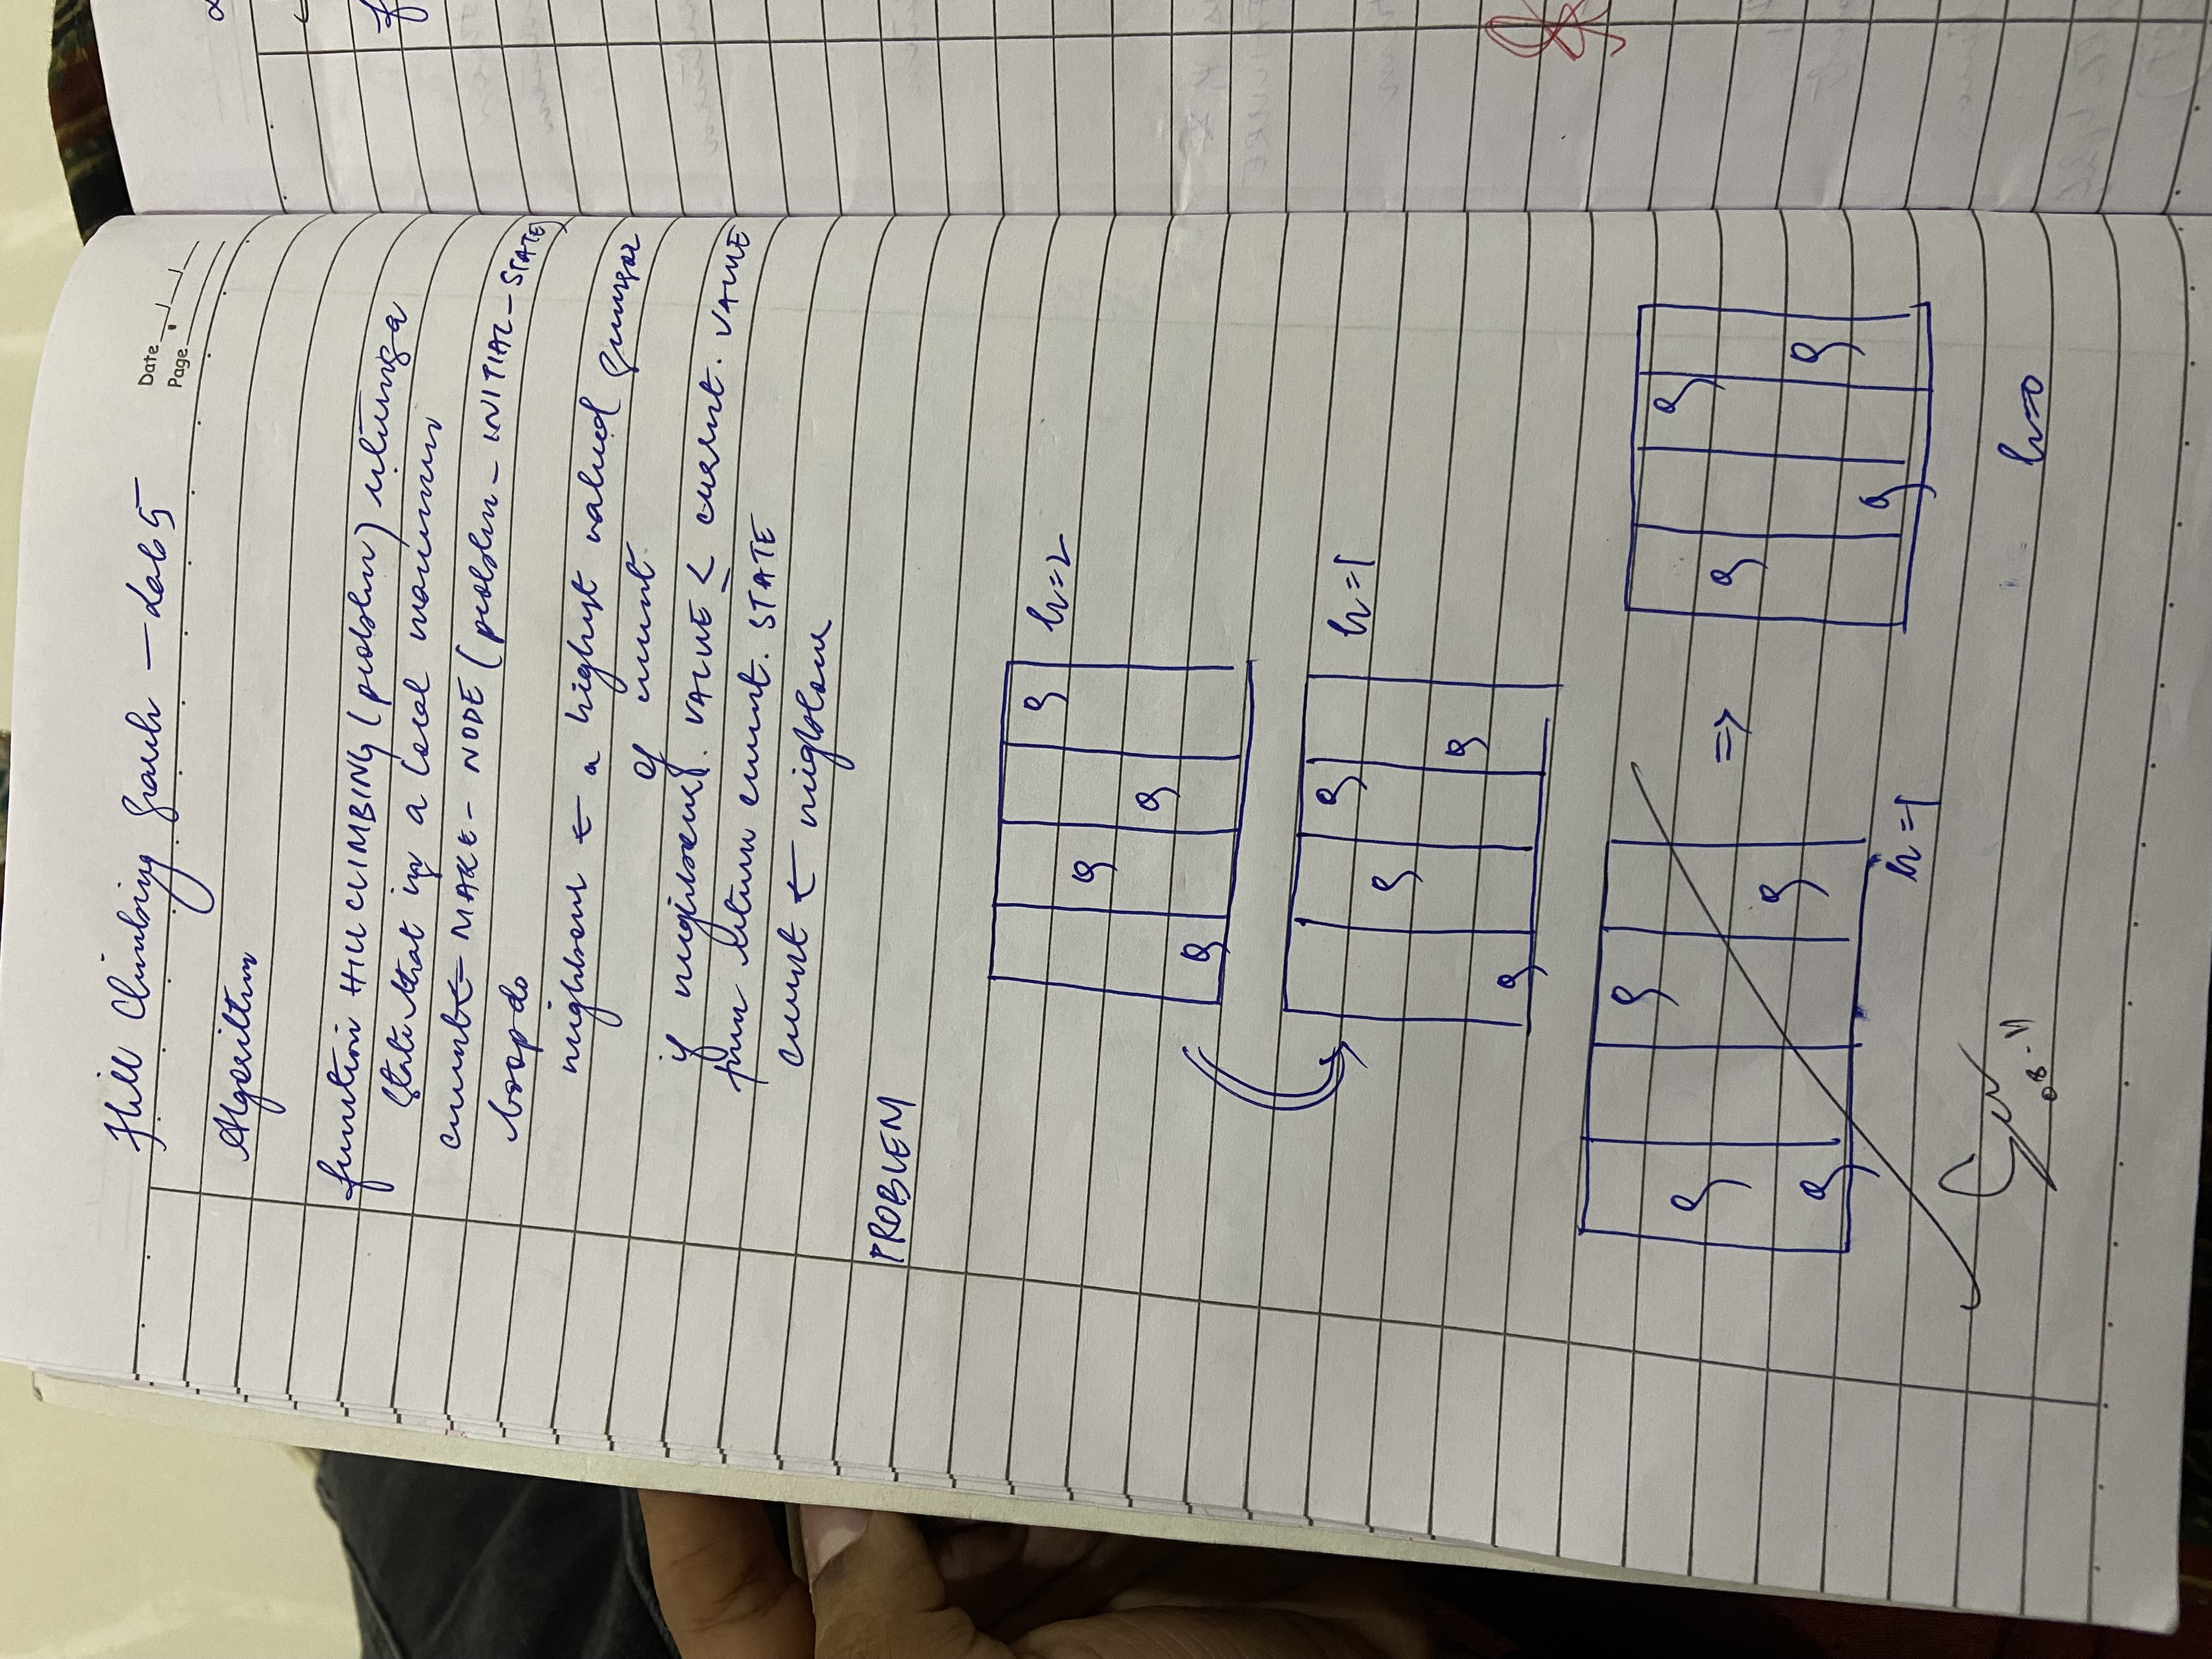 Hill Climbing Search - Lab 5
Date
Page
Algorithm
function HILL CLIMBING (problem) returns a
state that is a local maximum
current ← MAKE - NODE (problem - INITIAL - STATE)
loop do
neighbour ← a highest valued successor
of current
if neighbour. VALUE ≤ current. VALUE
then return current. STATE
current ← neighbour
PROBLEM
Q h=2
Q
Q
Q
Q h=1
Q
Q
Q
Q Q
Q Q
Q ⇒ Q
Q Q
h=1
08-11
h=0